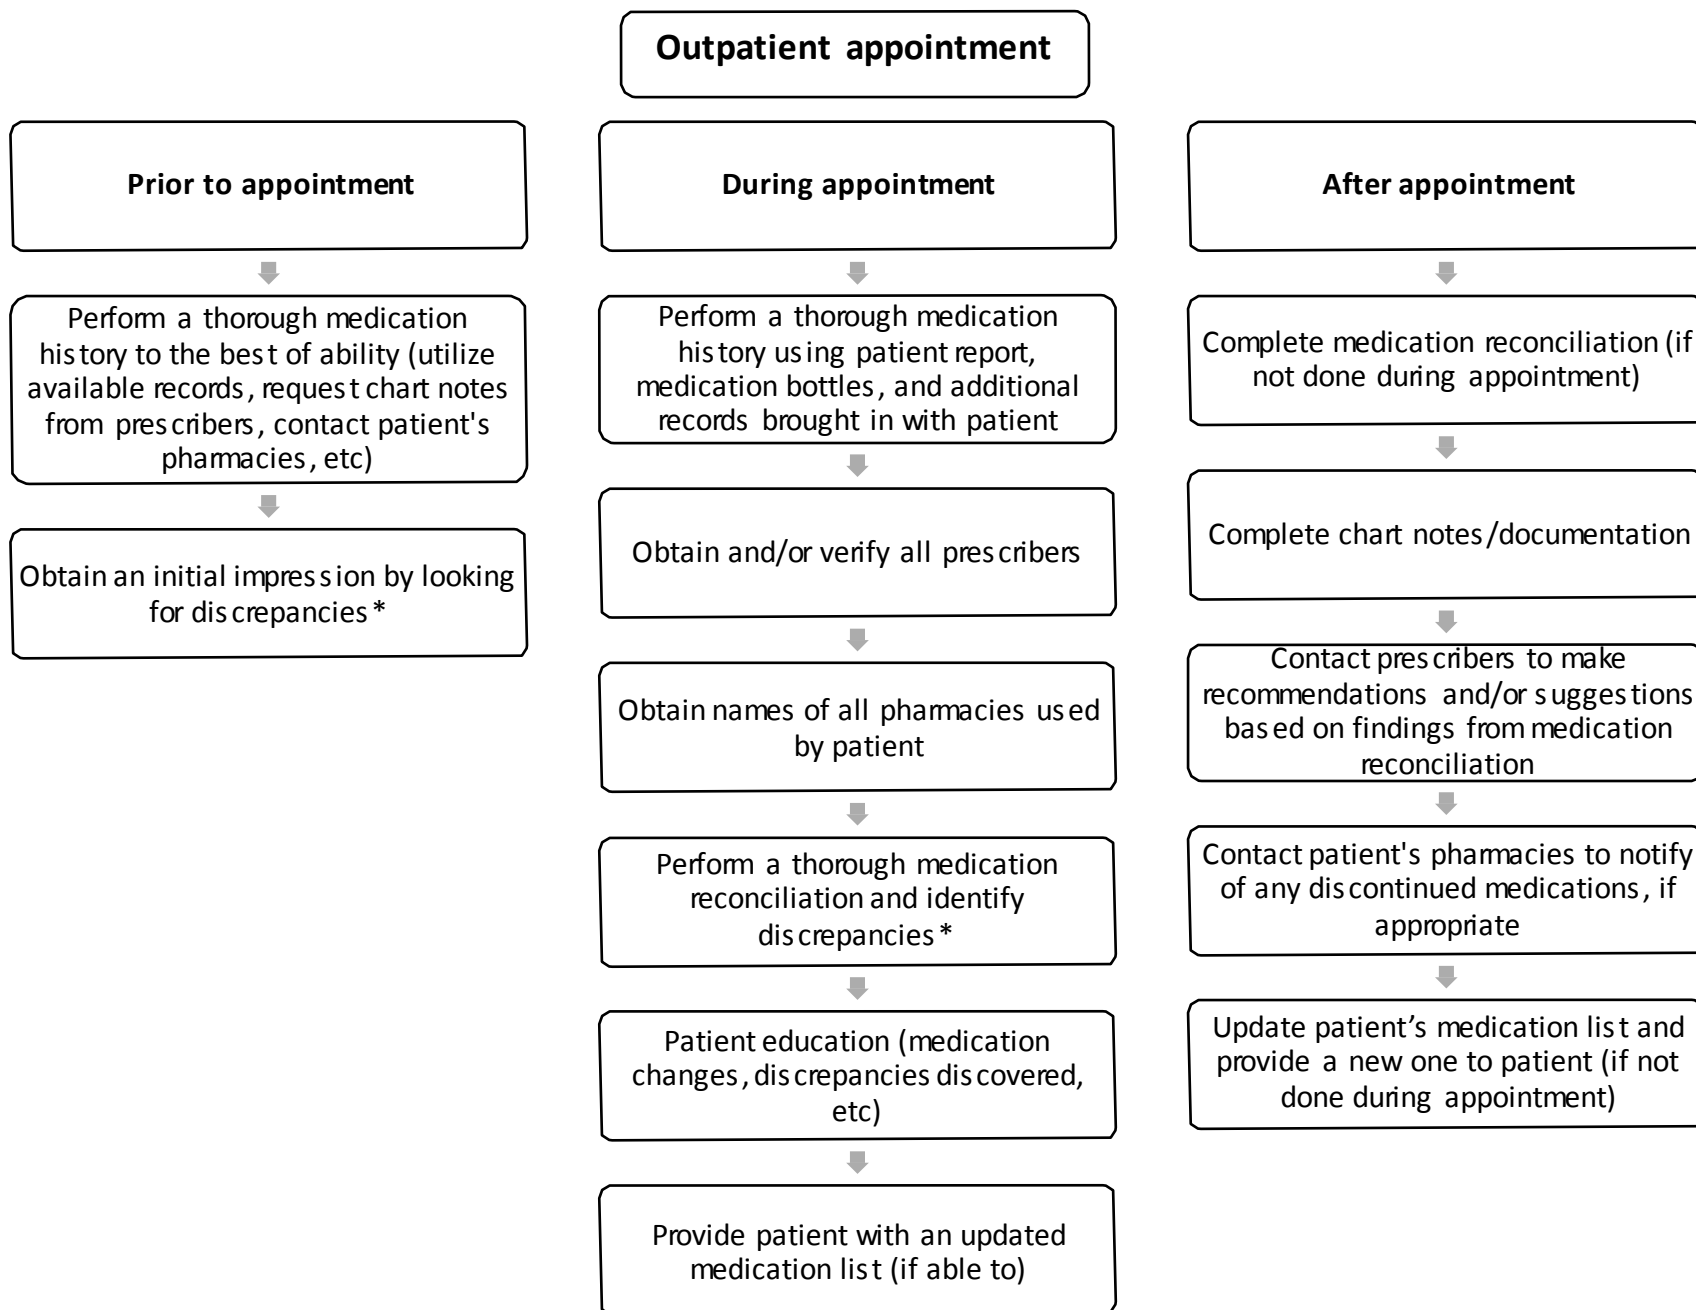 Outpatient appointment
Prior to appointment
Perform a thorough medication
history to the best of ability (utilize
available records, request chart notes
from prescribers, contact patient's
pharmacies, etc)
Obtain an initial impression by looking
for discrepancies*
During appointment
Perform a thorough medication
history using patient report,
medication bottles, and additional
records brought in with patient
Obtain and/or verify all prescribers
Obtain names of all pharmacies used
by patient
Perform a thorough medication
reconciliation and identify
discrepancies*
Patient education (medication
changes, discrepancies discovered,
etc)
Provide patient with an updated
medication list (if able to)
After appointment
Complete medication reconciliation (if
not done during appointment)
Complete chart notes/documentation
Contact prescribers to make
recommendations and/or suggestions
based on findings from medication
reconciliation
Contact patient's pharmacies to notify
of any discontinued medications, if
appropriate
Update patient’s medication list and
provide a new one to patient (if not
done during appointment)